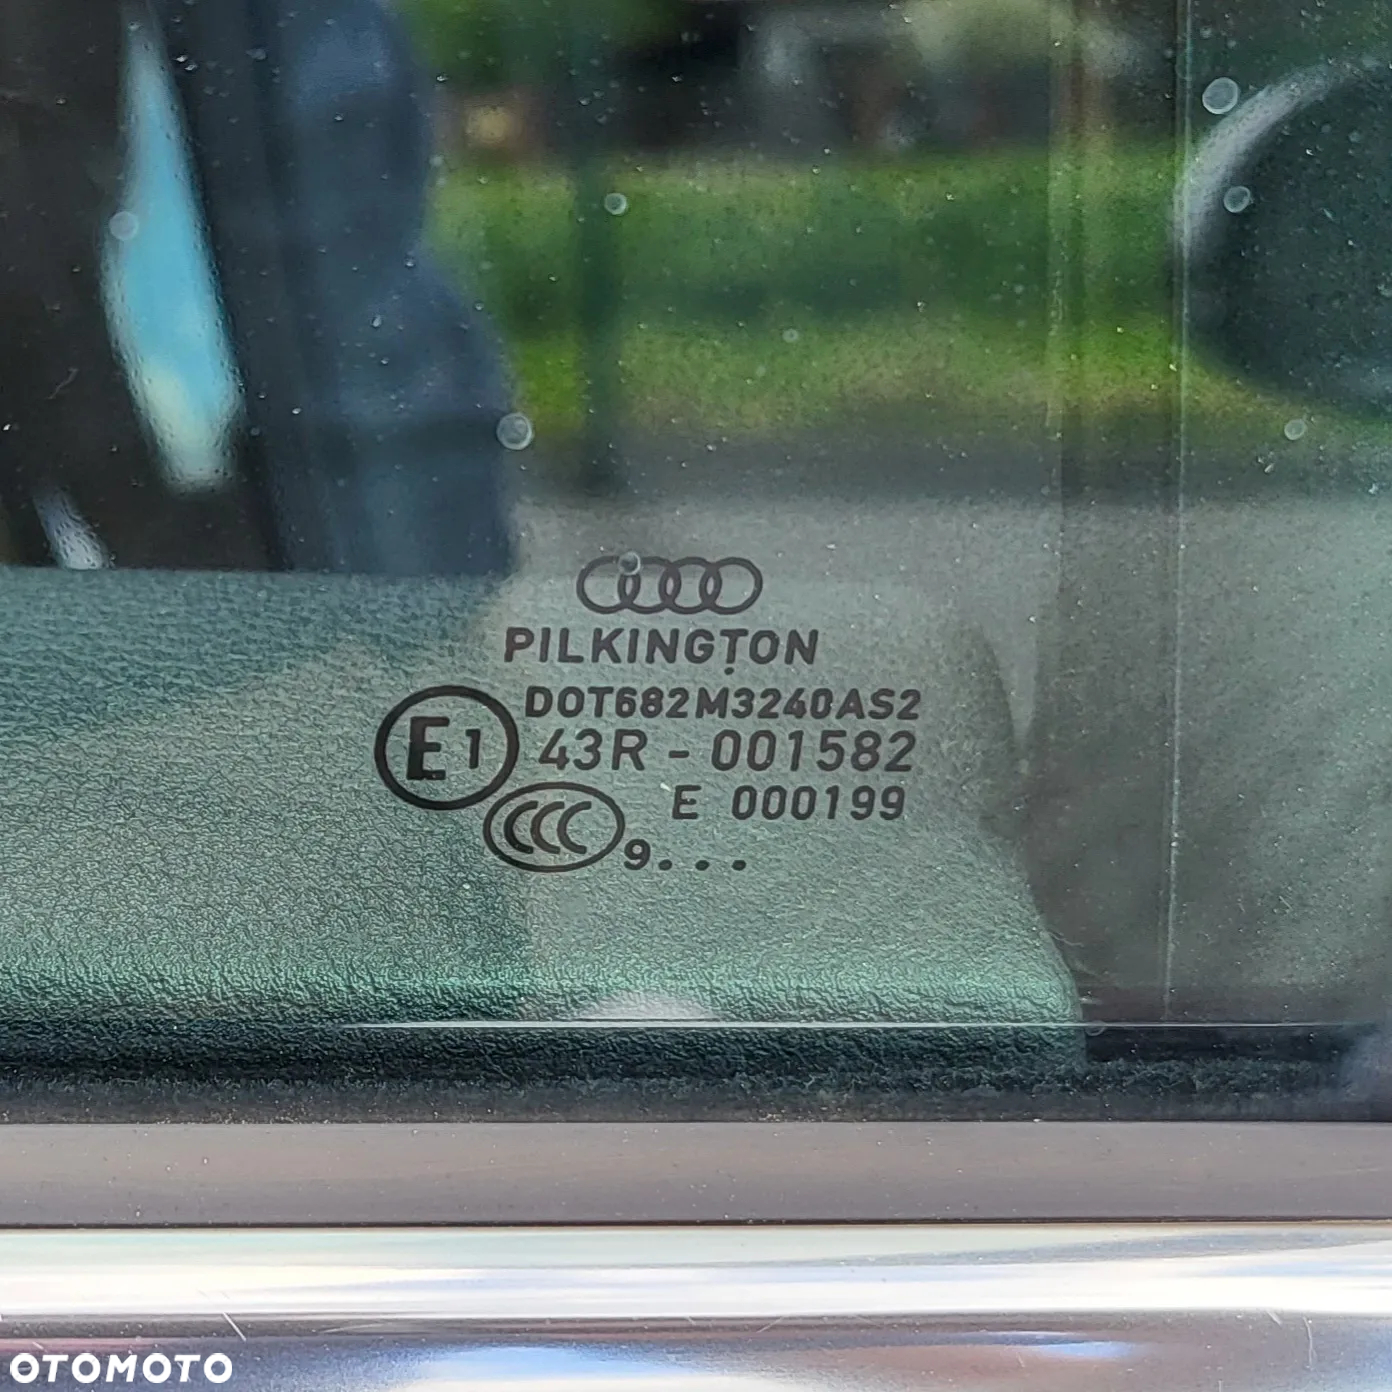 PILKINGTON
DOT682M3240AS2
E1 43R - 001582
E 000199
CCC 9...
OTOMOTO